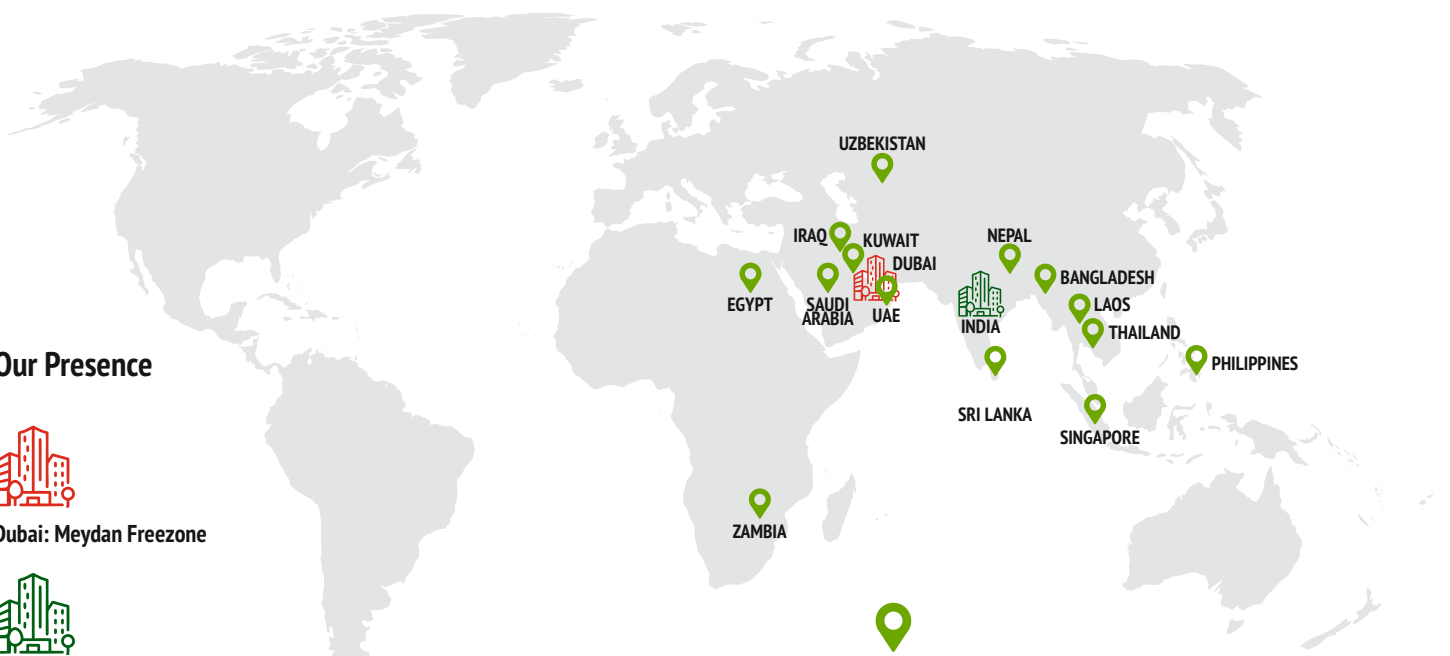 UZBEKISTAN
IRAQ
KUWAIT
NEPAL
DUBAI
BANGLADESH
EGYPT
SAUDI
ARABIA
UAE
INDIA
LAOS
THAILAND
Our Presence
PHILIPPINES
SRI LANKA
SINGAPORE
Dubai: Meydan Freezone
ZAMBIA